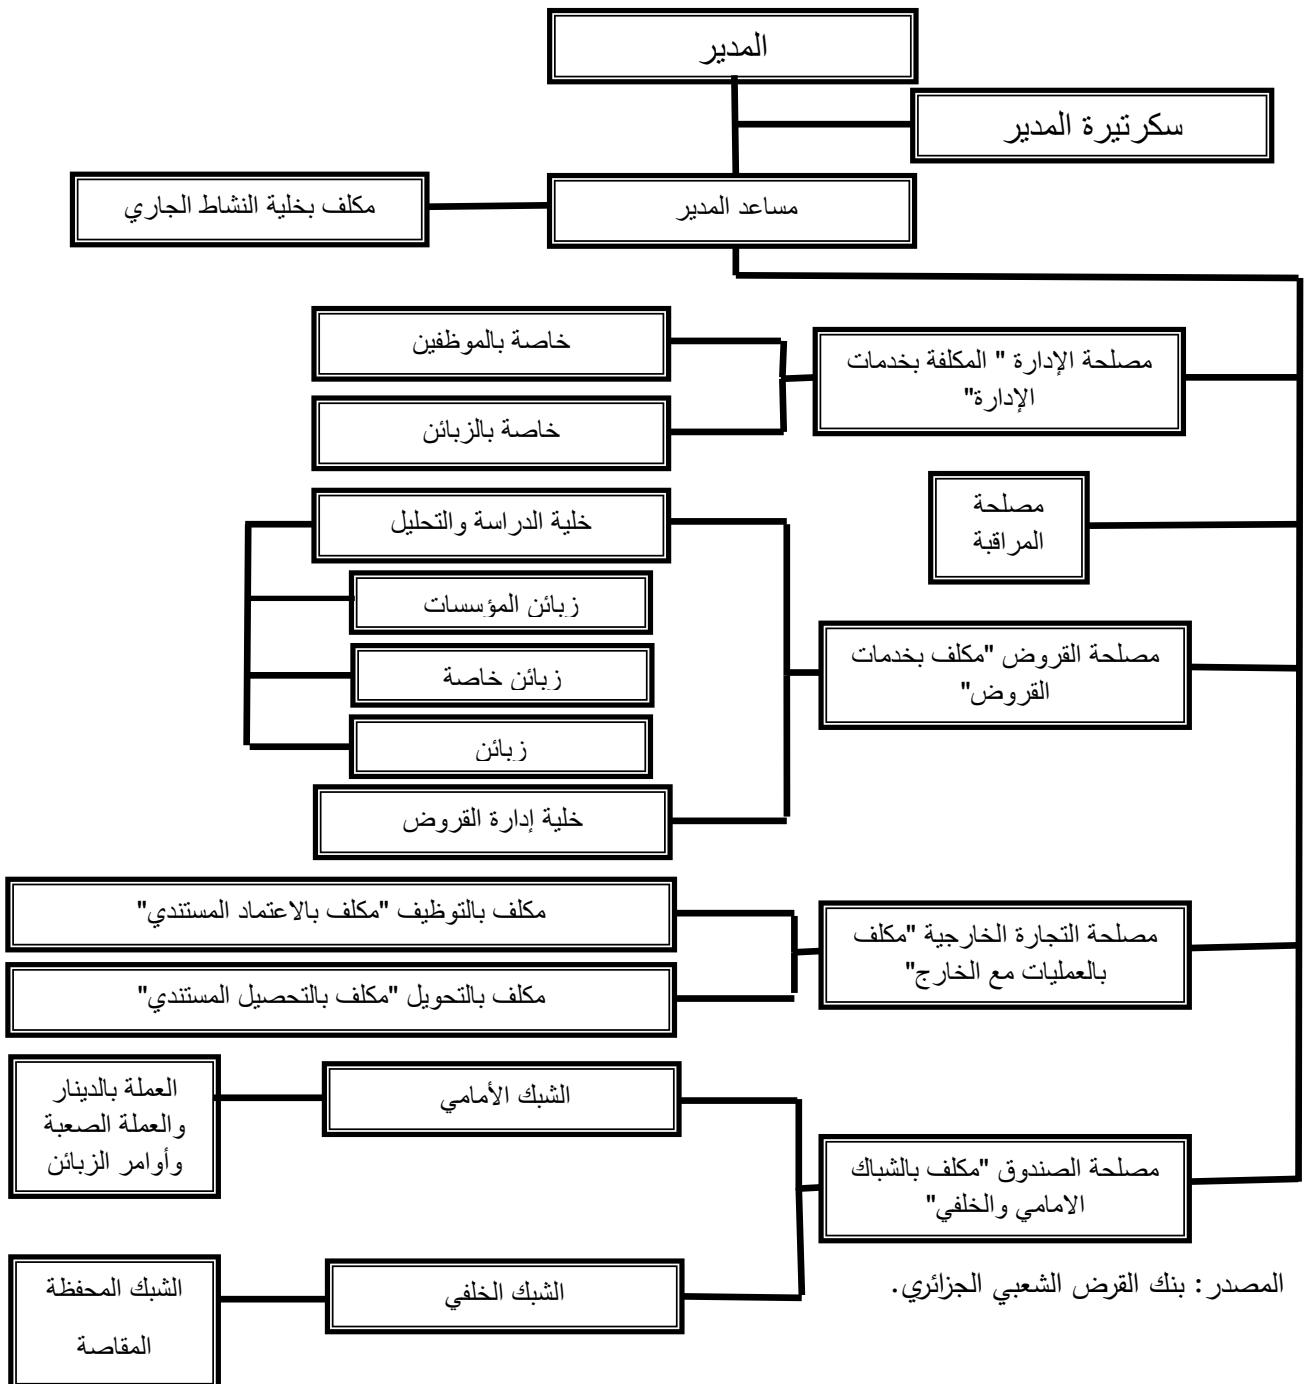 المدير
سكرتيرة المدير
مساعد المدير
مكلف بخلية النشاط الجاري
مصلحة الإدارة " المكلفة بخدمات
الإدارة"
خاصة بالموظفين
خاصة بالزبائن
مصلحة
المراقبة
مصلحة القروض "مكلف بخدمات
القروض"
خلية الدراسة والتحليل
زبائن المؤسسات
زبائن خاصة
زبائن
خلية إدارة القروض
مصلحة التجارة الخارجية "مكلف
بالعمليات مع الخارج"
مكلف بالتوظيف "مكلف بالاعتماد المستندي"
مكلف بالتحويل "مكلف بالتحصيل المستندي"
مصلحة الصندوق "مكلف بالشباك
الامامي والخلفي"
الشبك الأمامي
العملة بالدينار
والعملة الصعبة
وأوامر الزبائن
الشبك الخلفي
الشبك المحفظة
المقاصة
المصدر: بنك القرض الشعبي الجزائري.